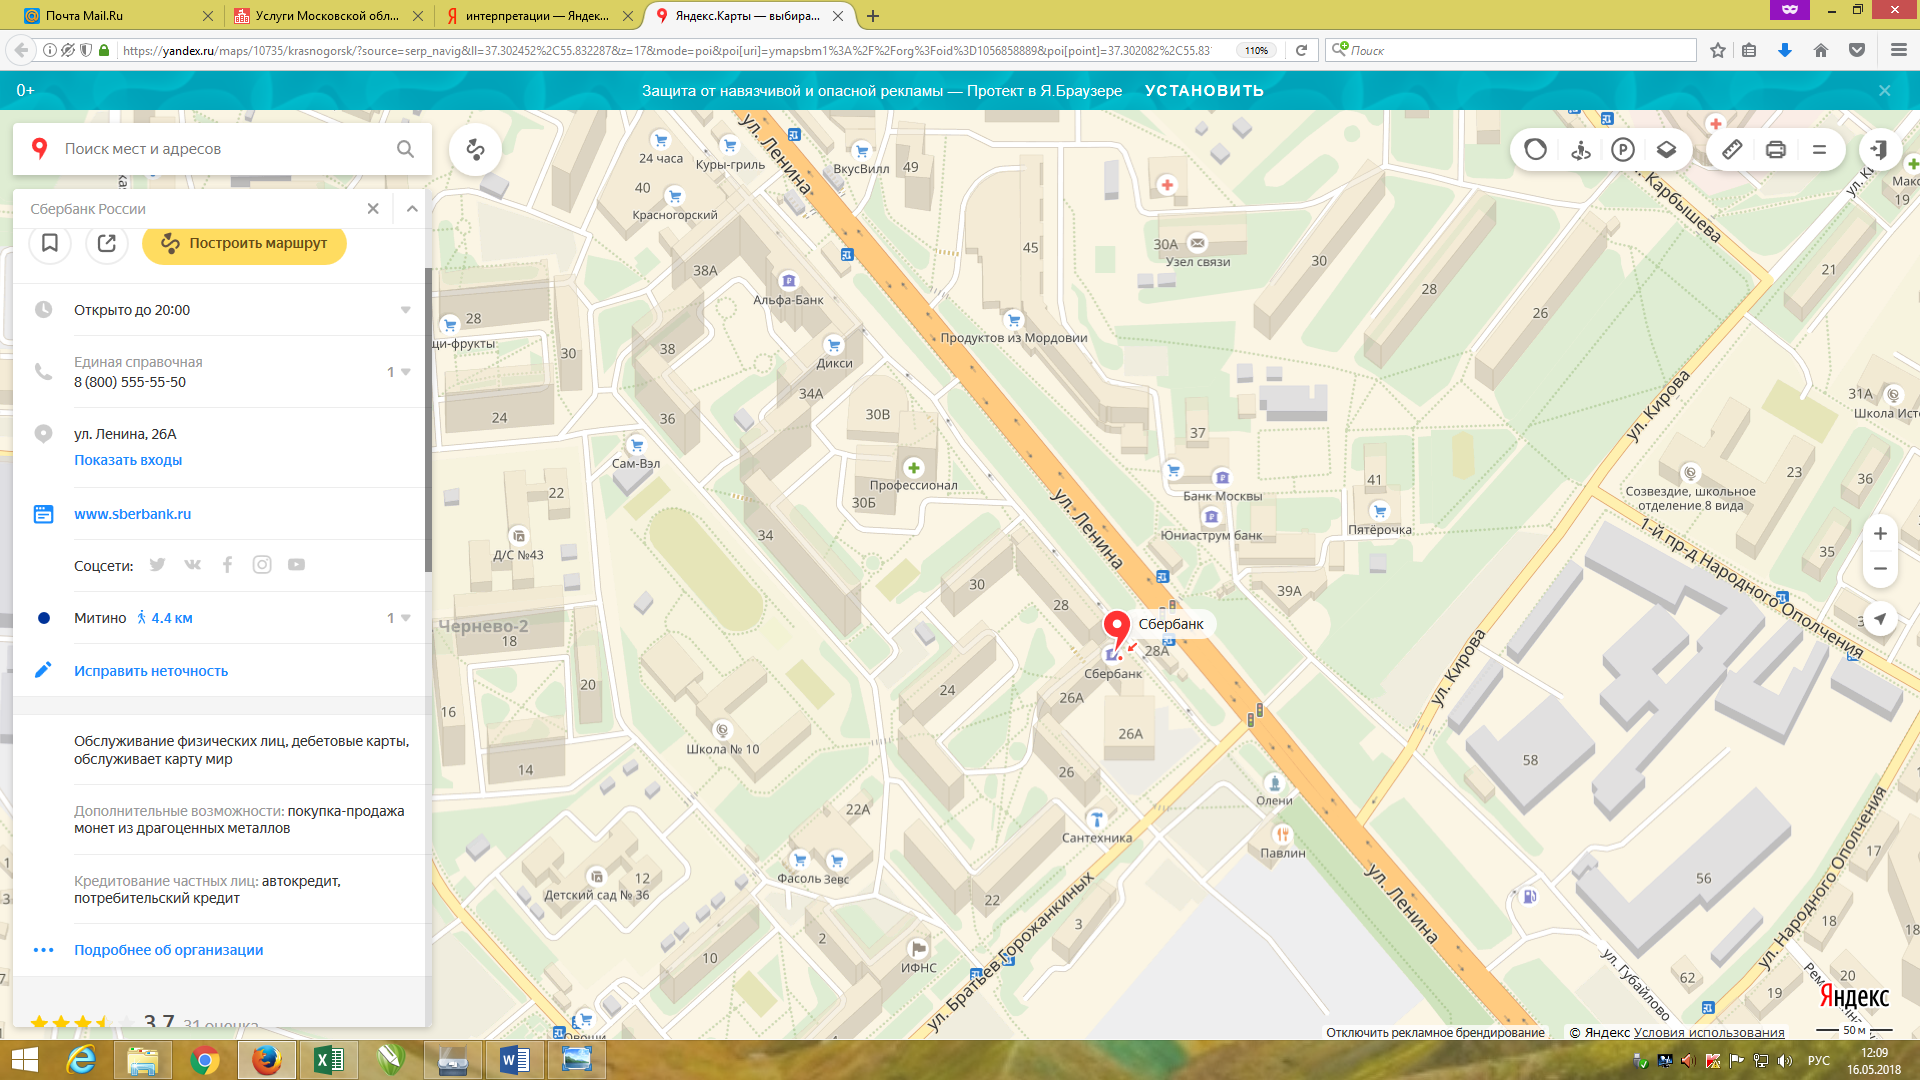 Почта Mail.Ru
Услуги Московской обл...
интерпретации — Яндек...
Яндекс.Карты — выбира...
https://yandex.ru/maps/10735/krasnogorsk/?source=serp_navig&ll=37.302452%2C55.832287&z=17&mode=poi&poi[uri]=ymapsbm1%3A%2F%2Forg%3Foid%3D1056858889&poi[point]=37.302082%2C55.83
110%
Поиск
0+
Защита от навязчивой и опасной рекламы — Протект в Я.Браузере
УСТАНОВИТЬ
Поиск мест и адресов
Сбербанк России
Построить маршрут
Открыто до 20:00
Единая справочная
8 (800) 555-55-50
1
ул. Ленина, 26А
Показать входы
www.sberbank.ru
Соцсети:
Митино 4.4 км
1
Исправить неточность
Обслуживание физических лиц, дебетовые карты,
обслуживает карту мир
Дополнительные возможности: покупка-продажа
монет из драгоценных металлов
Кредитование частных лиц: автокредит,
потребительский кредит
Подробнее об организации
3,7 31 оценка
24 часа
Куры-гриль
ВкусВилл
49
ул. Ленина
40
Красногорский
38А
Альфа-Банк
45
30А
Узел связи
30
28
26
21
ул. Карбышева
19
28
щи-фрукты
30
38
Дикси
Продуктов из Мордовии
34А
24
36
30В
37
ул. Кирова
31А
Школа Ист
Сам-Вэл
Профессионал
30Б
Банк Москвы
41
Юниаструм банк
Пятёрочка
Созвездие, школьное
отделение 8 вида
23
36
22
Д/С №43
34
ул. Ленина
1-й пр-д Народного Ополчения
35
30
28
39А
Чернево-2
18
Сбербанк
28А
Сбербанк
ул. Кирова
20
24
26А
16
Школа № 10
26А
26
58
14
22А
Олени
Сантехника
Павлин
Фасоль
Зевс
12
Детский сад № 36
22
3
ул. Ленина
56
17
2
ИФНС
10
ул. Братьев Горожанкиных
ул. Народного Ополчения
18
ул. Губайлово
62
19
20
Овощи
Яндекс
Отключить рекламное брендирование
© Яндекс Условия использования
50 м
РУС
12:09
16.05.2018